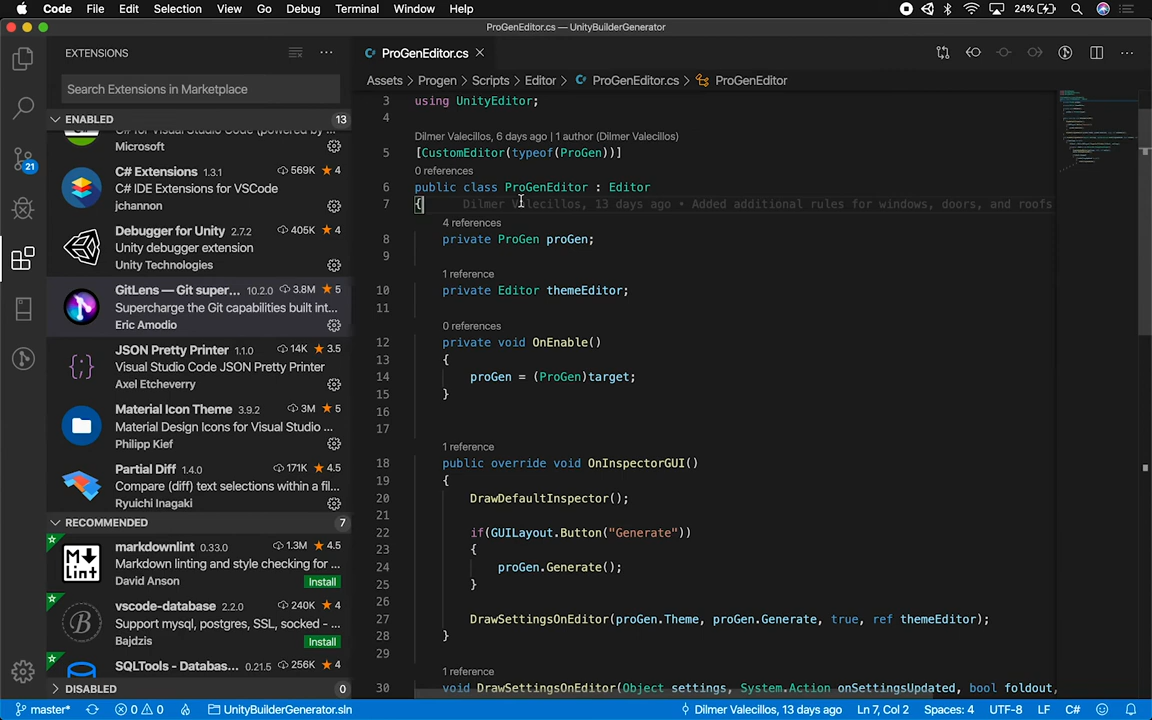 Code File Edit Selection View Go Debug Terminal Window Help 24%
ProGenEditor.cs — UnityBuilderGenerator
EXTENSIONS
Search Extensions in Marketplace
ENABLED 13
C# for Visual Studio Code (powered by ...
Microsoft
C# Extensions 1.3.1 569K 4
C# IDE Extensions for VSCode
jchannon
Debugger for Unity 2.7.2 405K 4
Unity debugger extension
Unity Technologies
GitLens — Git super... 10.2.0 3.8M 5
Supercharge the Git capabilities built int...
Eric Amodio
JSON Pretty Printer 1.1.0 14K 3.5
Visual Studio Code JSON Pretty Printer
Axel Etcheverry
Material Icon Theme 3.9.2 3M 5
Material Design Icons for Visual Studio ...
Philipp Kief
Partial Diff 1.4.0 171K 4.5
Compare (diff) text selections within a fil...
Ryuichi Inagaki
RECOMMENDED 7
markdownlint 0.33.0 1.3M 4.5
Markdown linting and style checking for ...
David Anson Install
vscode-database 2.2.0 240K 4
Support mysql, postgres, SSL, socked - ...
Bajdzis Install
SQLTools - Databas... 0.21.5 256K 4
DISABLED 0
21
M Lint
B
ProGenEditor.cs
Assets > Progen > Scripts > Editor > ProGenEditor.cs > ProGenEditor
3 using UnityEditor;
4
Dilmer Valecillos, 6 days ago | 1 author (Dilmer Valecillos)
5 [CustomEditor(typeof(ProGen))]
0 references
6 public class ProGenEditor : Editor
7 { Dilmer Valecillos, 13 days ago • Added additional rules for windows, doors, and roofs
4 references
8 private ProGen proGen;
9
1 reference
10 private Editor themeEditor;
11
0 references
12 private void OnEnable()
13 {
14 proGen = (ProGen)target;
15 }
16
17
1 reference
18 public override void OnInspectorGUI()
19 {
20 DrawDefaultInspector();
21
22 if(GUILayout.Button("Generate"))
23 {
24 proGen.Generate();
25 }
26
27 DrawSettingsOnEditor(proGen.Theme, proGen.Generate, true, ref themeEditor);
28 }
29
1 reference
30 void DrawSettingsOnEditor(Object settings, System.Action onSettingsUpdated, bool foldout,
master* 0 0 UnityBuilderGenerator.sln Dilmer Valecillos, 13 days ago Ln 7, Col 2 Spaces: 4 UTF-8 LF C#